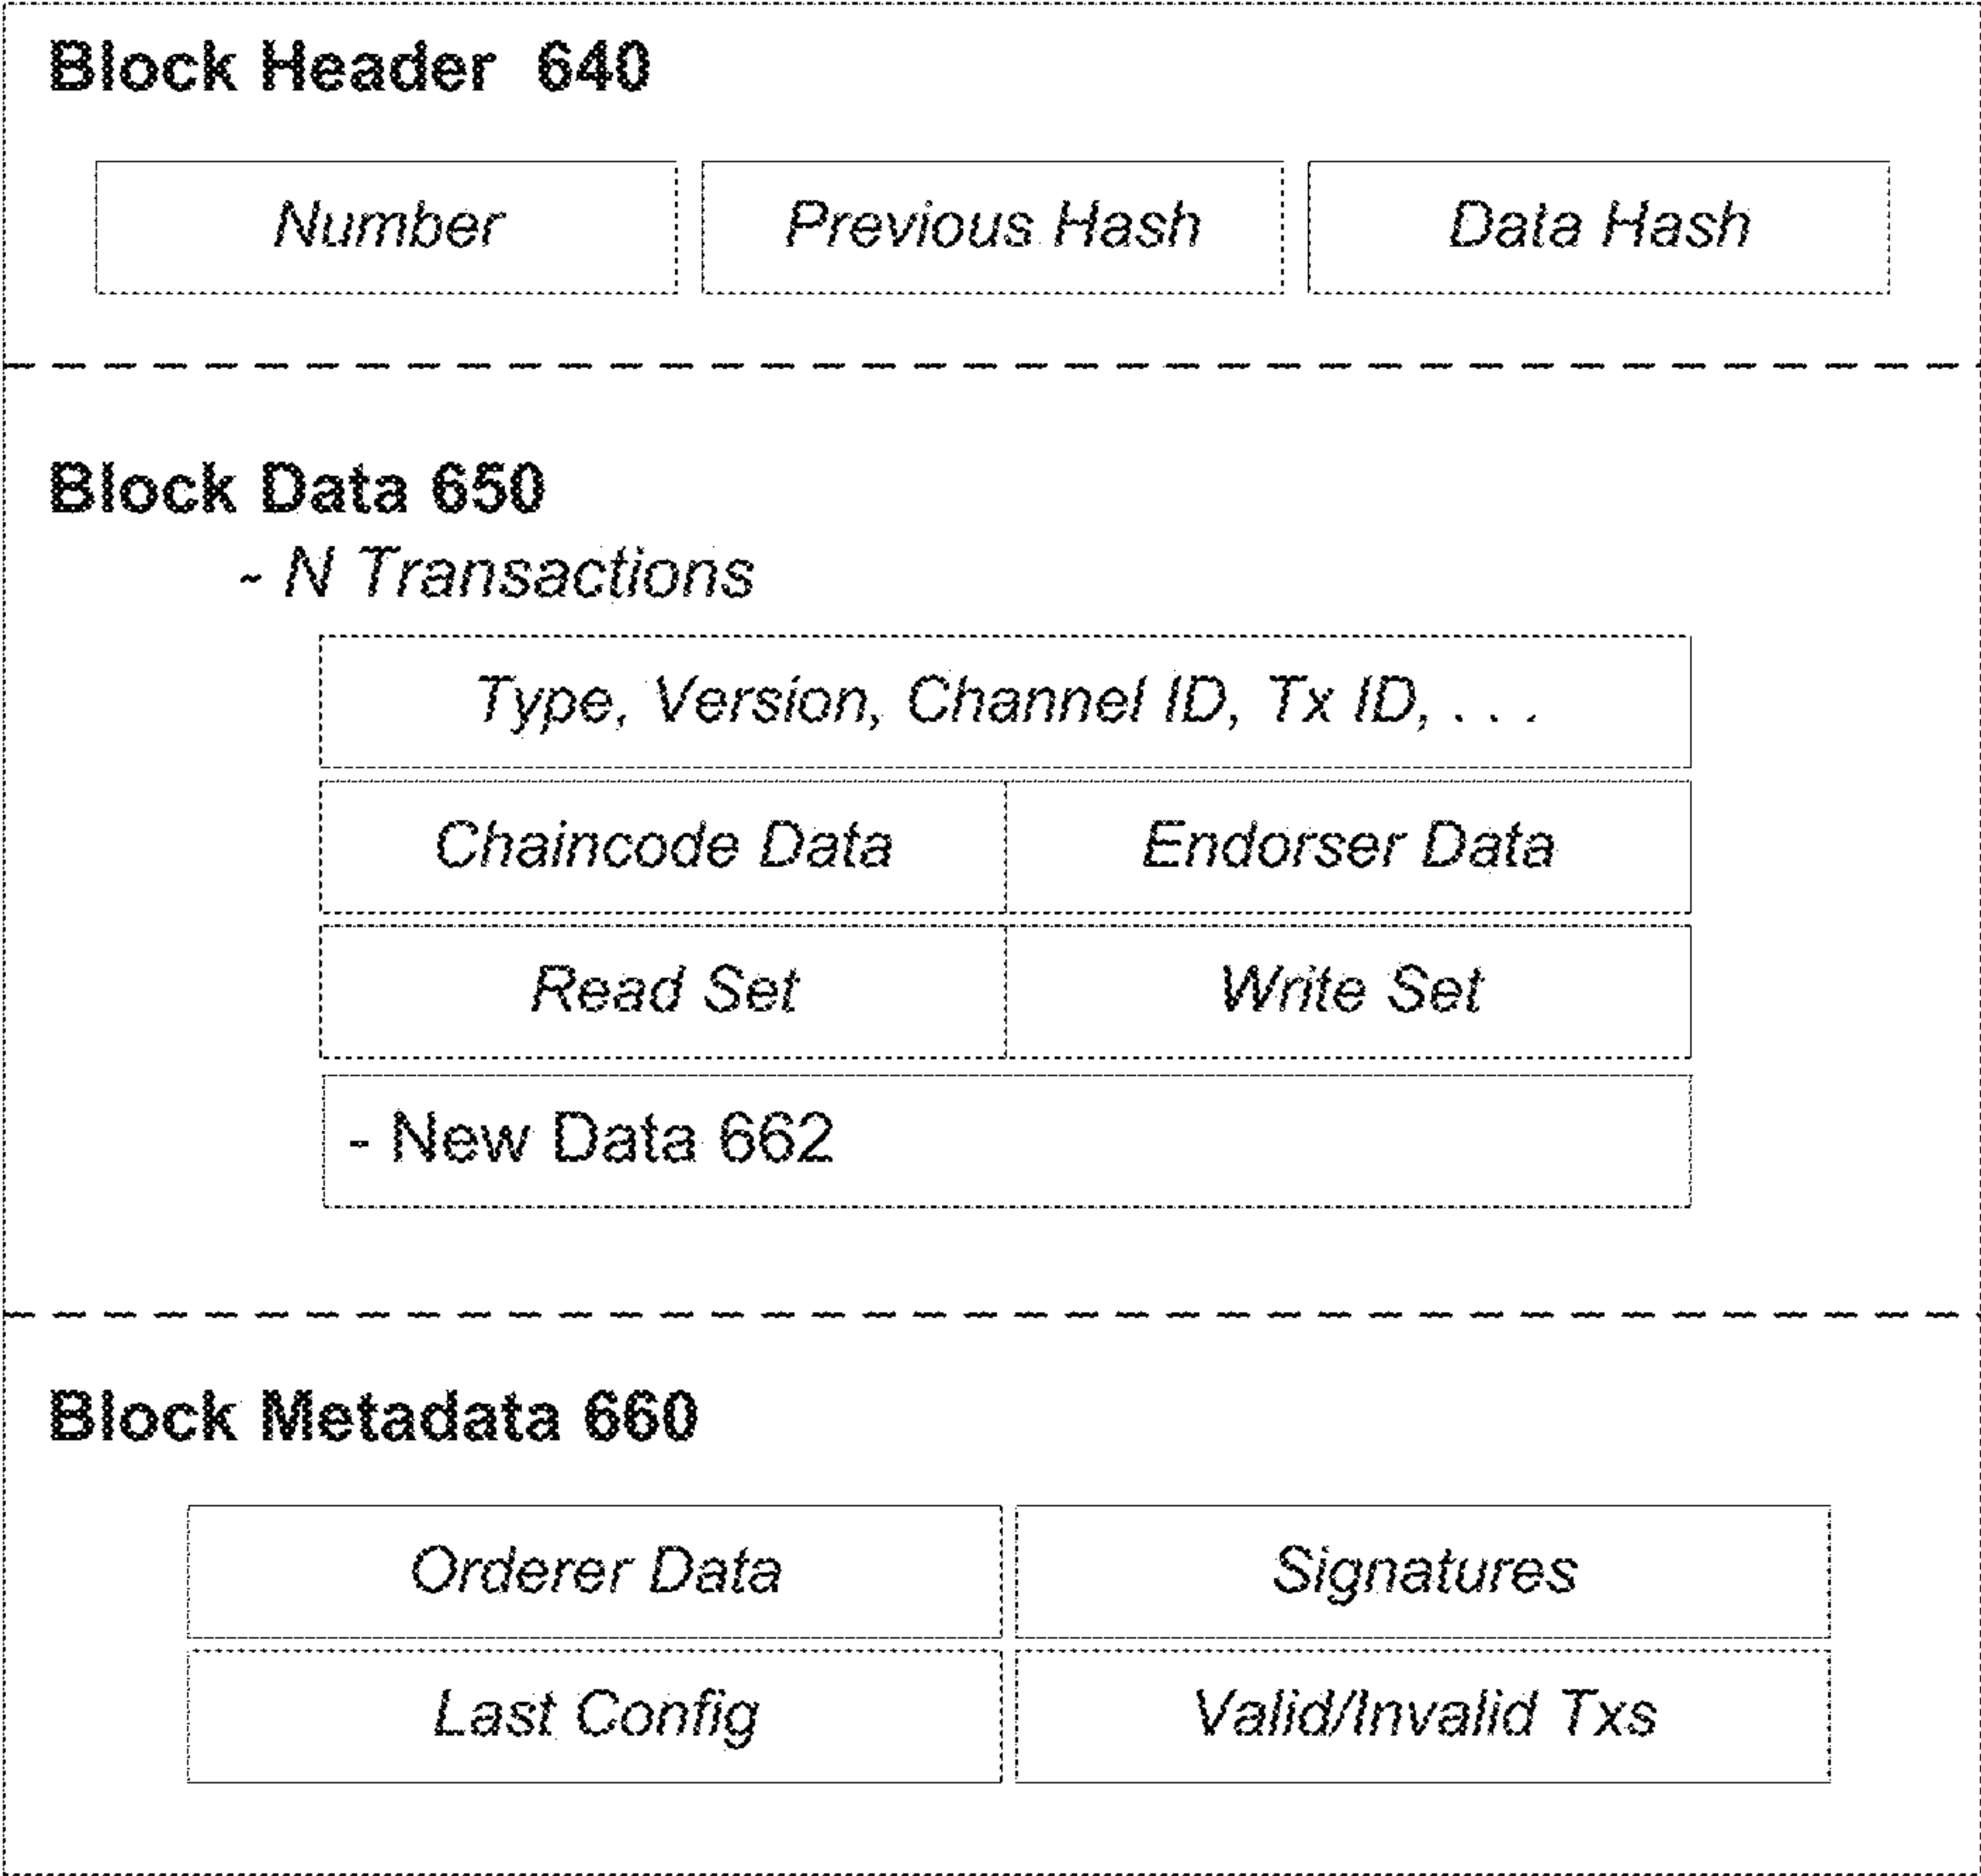 Block Header 640
Number Previous Hash Data Hash
Block Data 650
- N Transactions
Type, Version, Channel ID, Tx ID, . . .
Chaincode Data Endorser Data
Read Set Write Set
- New Data 662
Block Metadata 660
Orderer Data Signatures
Last Config Valid/Invalid Txs